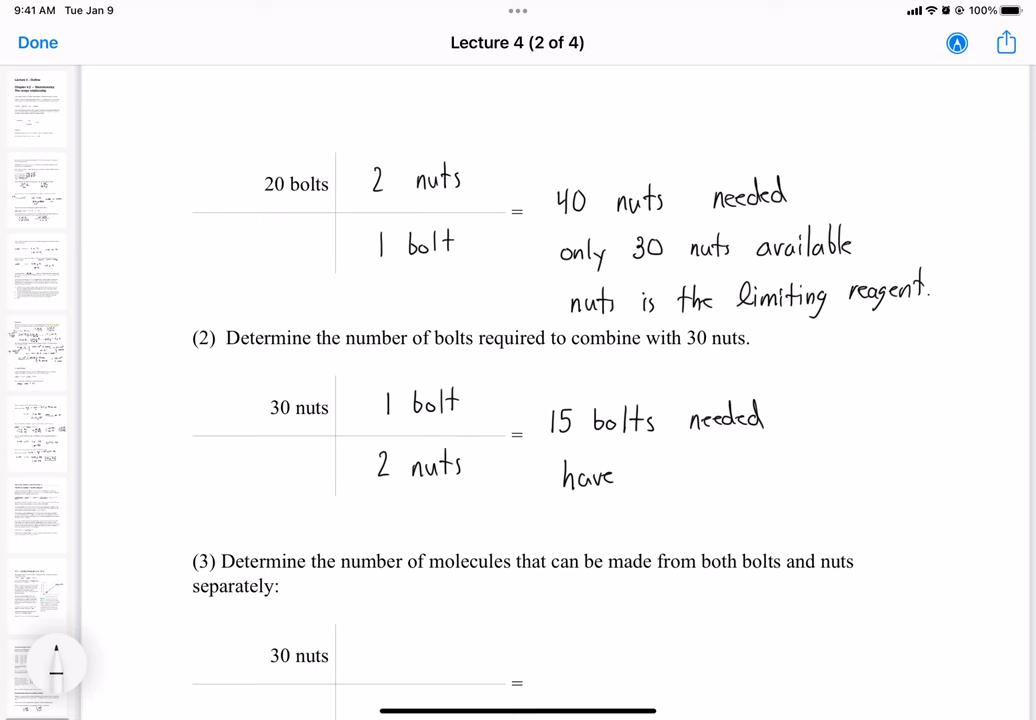 9:41 AM Tue Jan 9
100%
Done
Lecture 4 (2 of 4)
20 bolts
2 nuts
1 bolt
=
40 nuts needed
only 30 nuts available
nuts is the limiting reagent.
(2) Determine the number of bolts required to combine with 30 nuts.
30 nuts
1 bolt
2 nuts
=
15 bolts needed
have
(3) Determine the number of molecules that can be made from both bolts and nuts
separately:
30 nuts
=